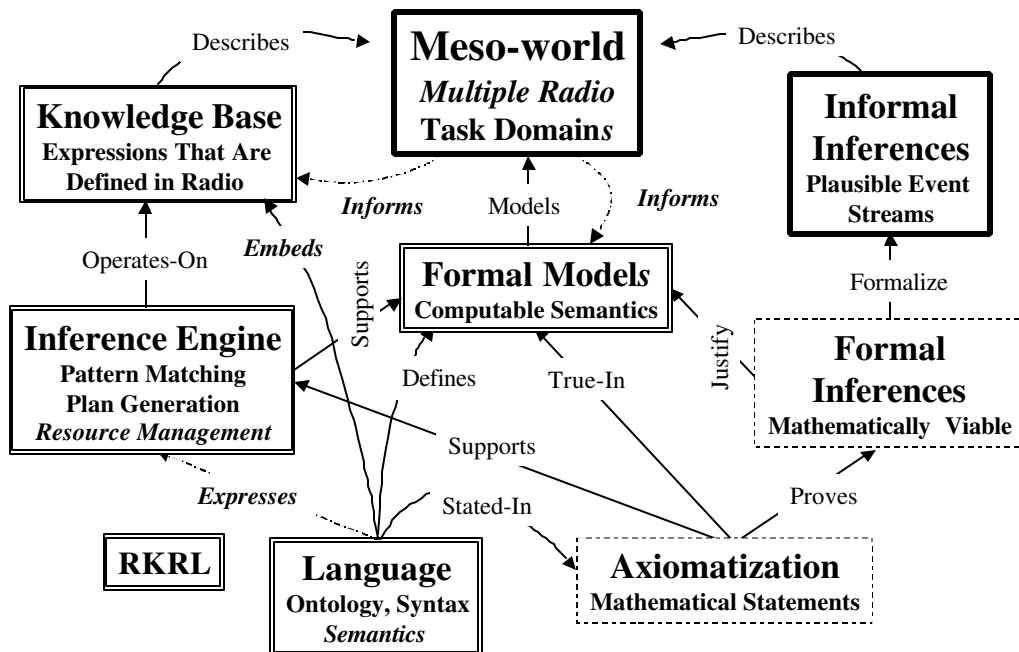 Describes
Meso-world
Multiple Radio
Task Domains
Describes
Knowledge Base
Expressions That Are
Defined in Radio
Informal
Inferences
Plausible Event
Streams
Informs
Models
Informs
Embeds
Operates-On
Supports
Formal Models
Computable Semantics
Formalize
Justify
Inference Engine
Pattern Matching
Plan Generation
Resource Management
Defines
True-In
Formal
Inferences
Mathematically Viable
Supports
Expresses
Stated-In
Proves
RKRL
Language
Ontology, Syntax
Semantics
Axiomatization
Mathematical Statements